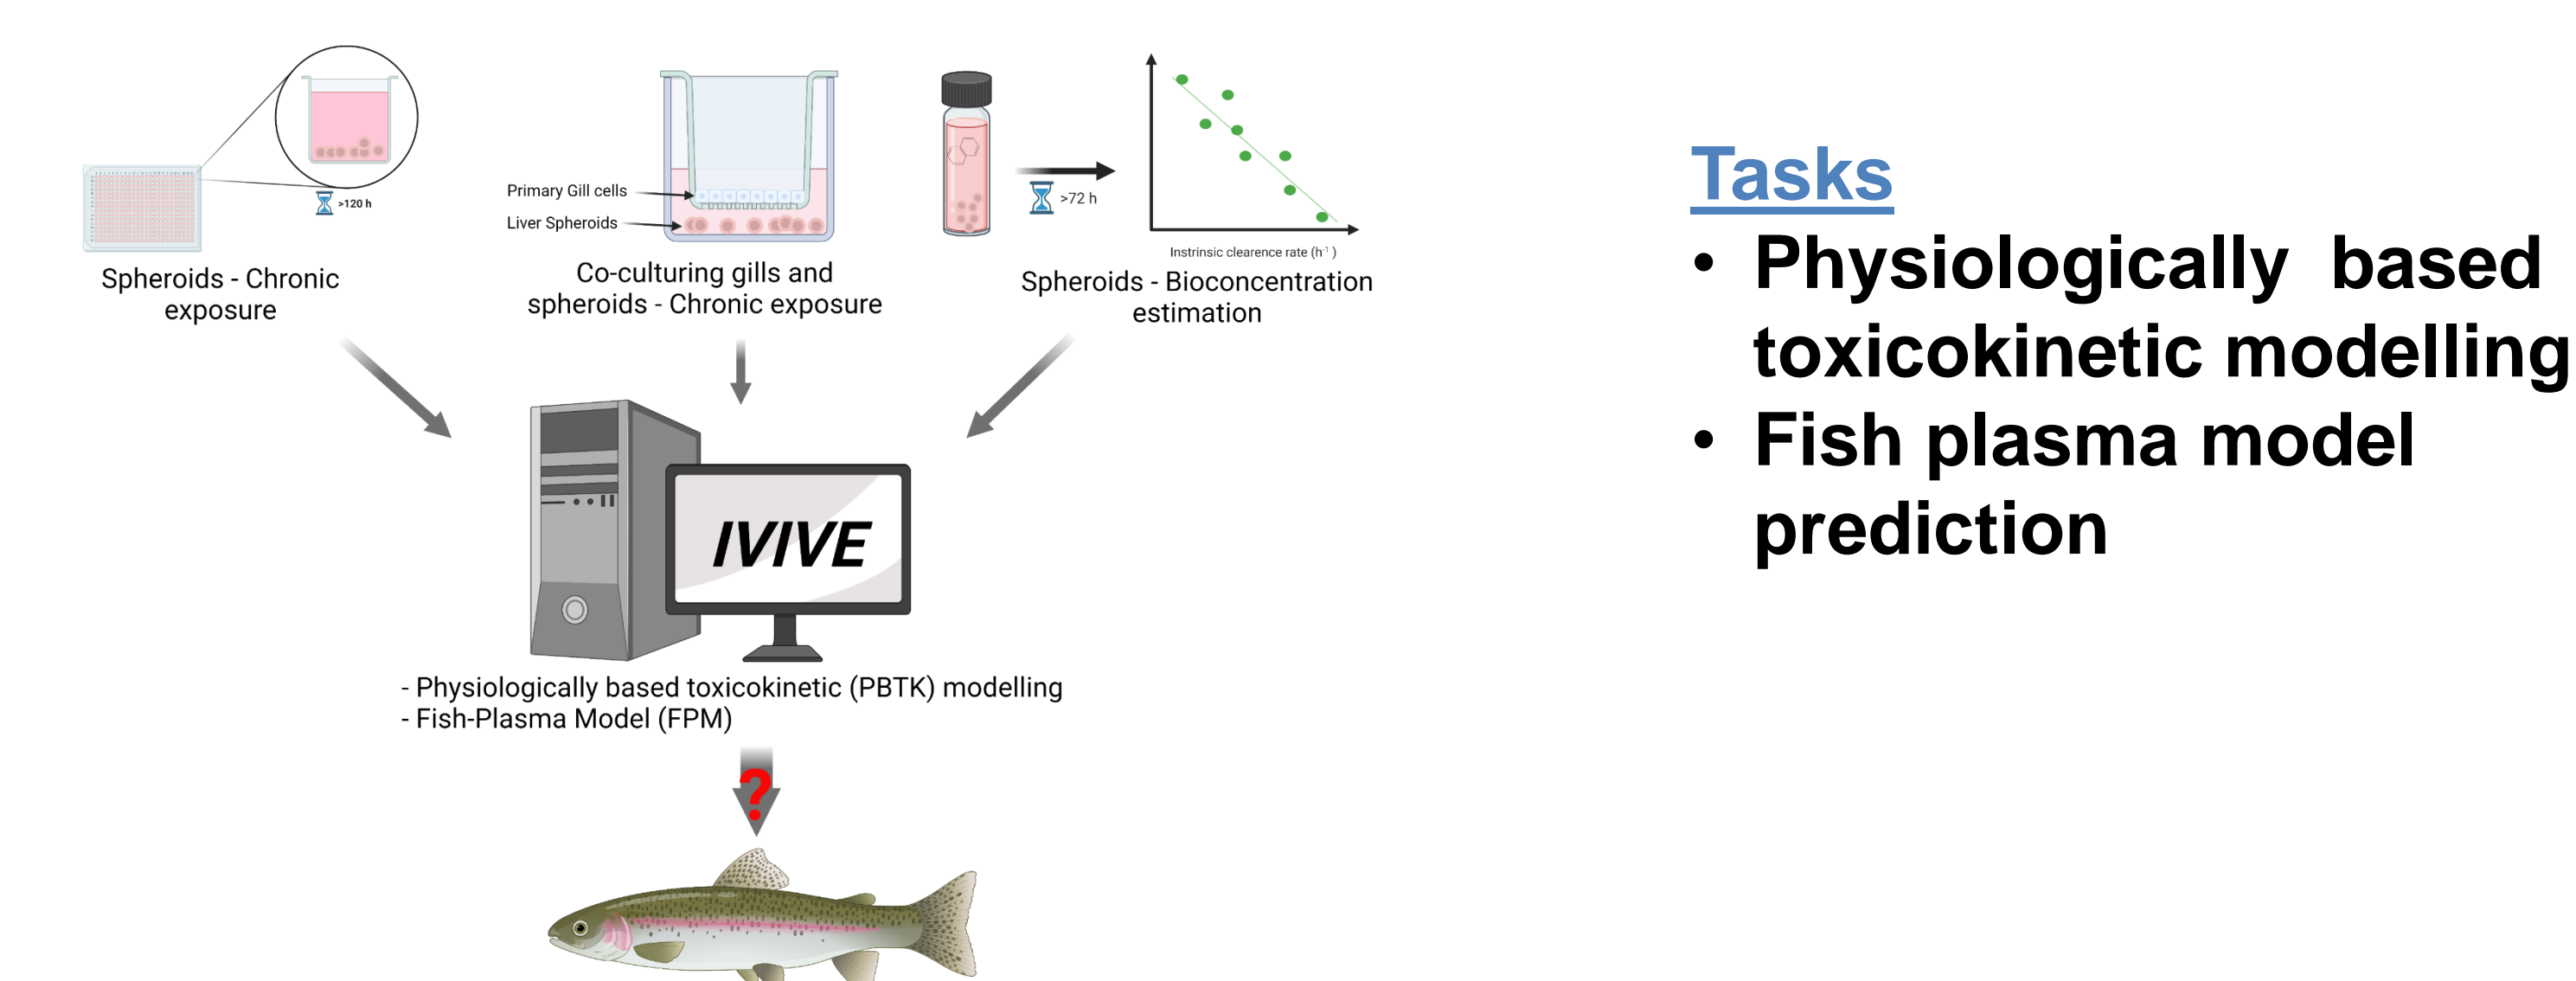 >120 h
Spheroids - Chronic
exposure
Primary Gill cells
Liver Spheroids
Co-culturing gills and
spheroids - Chronic exposure
>72 h
Instrinsic clearence rate (h⁻¹ )
Spheroids - Bioconcentration
estimation
IVIVE
- Physiologically based toxicokinetic (PBTK) modelling
- Fish-Plasma Model (FPM)
?
Tasks
• Physiologically based
toxicokinetic modelling
• Fish plasma model
prediction